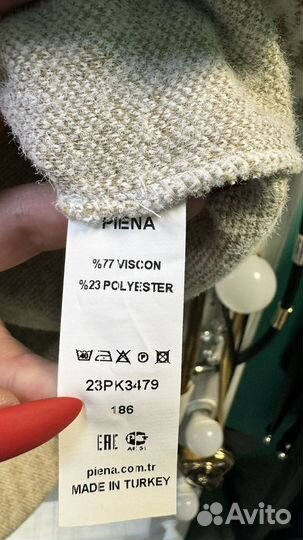 PIENA
%77 VISCON
%23 POLYESTER
23PK3479
186
EAC
piena.com.tr
MADE IN TURKEY
Avito